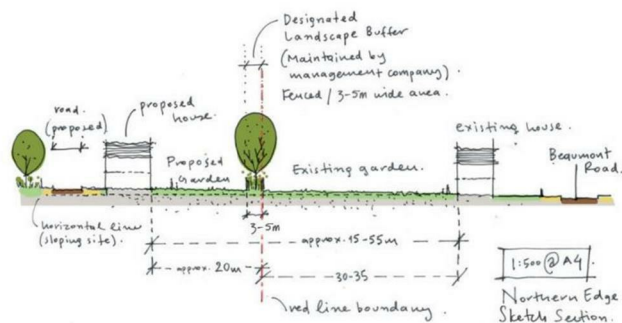 Designated
Landscape Buffer
(Maintained by
management company).
Fenced / 3-5m wide area.
road.
(proposed)
proposed
house.
existing house.
Proposed
Garden
Existing garden.
Beaumont
Road.
horizontal line
(sloping site).
3-5m
approx. 15-55m
approx. 20m
30-35
1:500 @ A4.
red line boundary.
Northern Edge
Sketch Section.